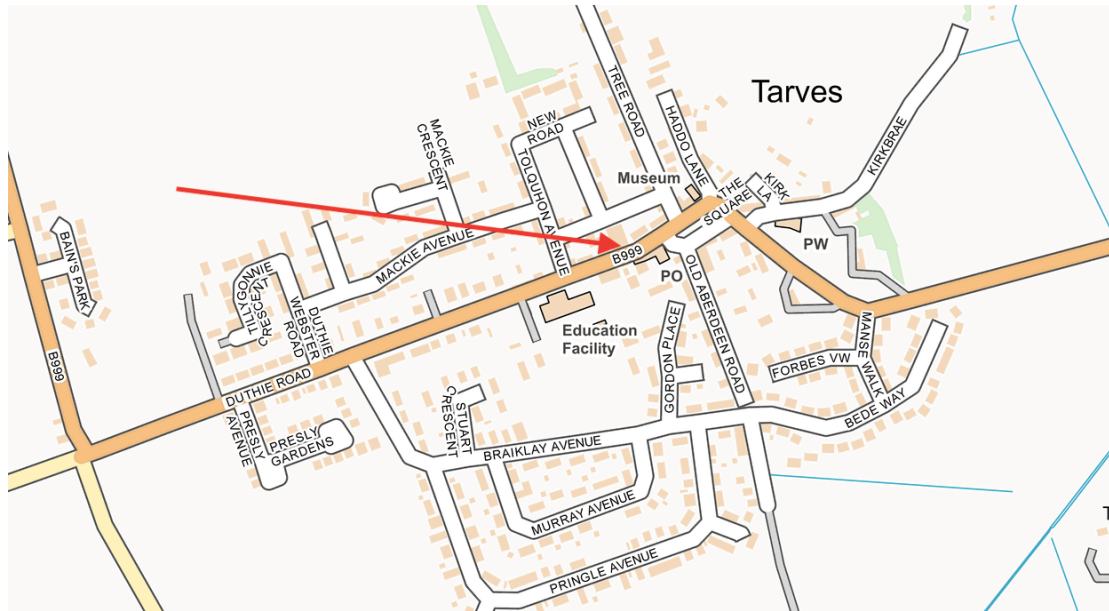 Tarves
TREE ROAD
HADDO LANE
NEW
ROAD
MACKIE
CRESCENT
TOLQUHON AVENUE
Museum
THE
SQUARE
KIRK
LA
KIRKBRAE
MACKIE AVENUE
B999
PW
PO
BAIN'S PARK
TILLYGONNIE
CRESCENT
DUTHIE
WEBSTER
ROAD
OLD ABERDEEN ROAD
Education
Facility
B999
GORDON PLACE
MANSE WALK
FORBES VW
DUTHIE ROAD
STUART
CRESCENT
BEDE WAY
PRESLY
AVENUE
PRESLY
GARDENS
BRAIKLAY AVENUE
MURRAY AVENUE
PRINGLE AVENUE
T